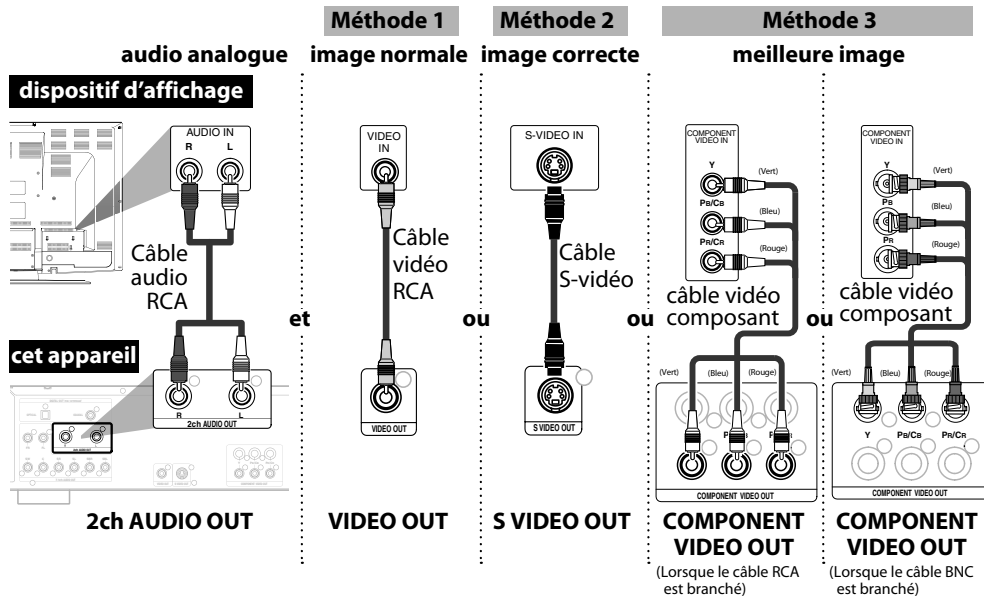 Méthode 1
Méthode 2
Méthode 3
audio analogue
image normale
image correcte
meilleure image
dispositif d’affichage
AUDIO IN
R L
VIDEO
IN
S-VIDEO IN
COMPONENT
VIDEO IN
Y
(Vert)
PB/CB
(Bleu)
PR/CR
(Rouge)
COMPONENT
VIDEO IN
Y
(Vert)
PB
(Bleu)
PR
(Rouge)
Câble
audio
RCA
et
Câble
vidéo
RCA
ou
Câble
S-vidéo
ou
câble vidéo
composant
ou
câble vidéo
composant
cet appareil
R L
2ch AUDIO OUT
VIDEO OUT
S VIDEO OUT
(Vert) (Bleu) (Rouge)
COMPONENT VIDEO OUT
(Vert) (Bleu) (Rouge)
Y PB/CB PR/CR
COMPONENT VIDEO OUT
2ch AUDIO OUT
VIDEO OUT
S VIDEO OUT
COMPONENT
VIDEO OUT
(Lorsque le câble RCA
est branché)
COMPONENT
VIDEO OUT
(Lorsque le câble BNC
est branché)